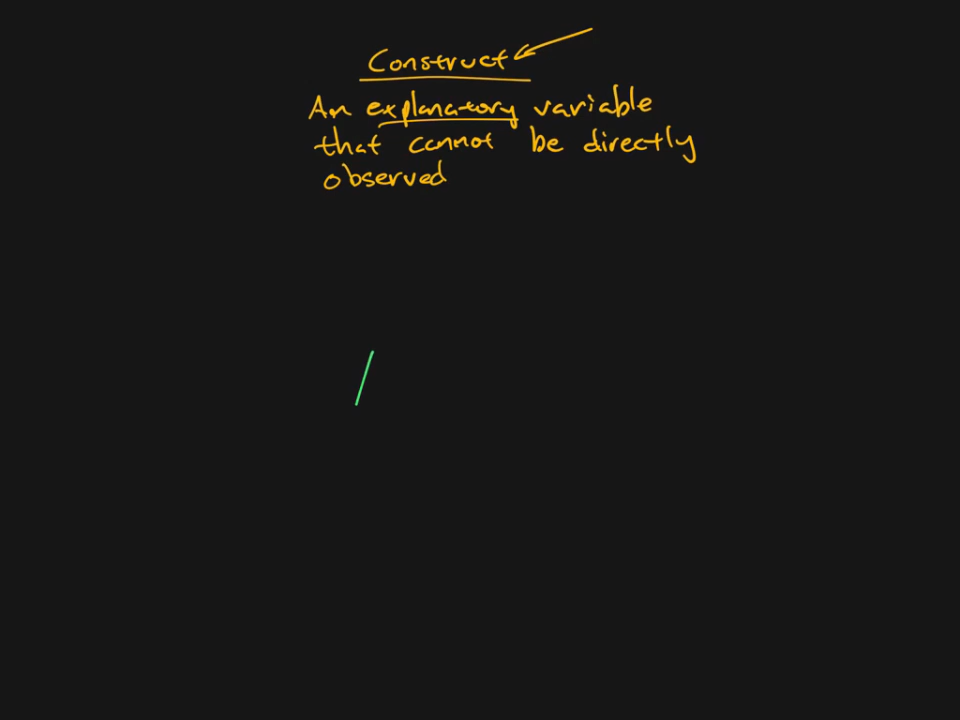 Construct
An explanatory variable
that cannot be directly
observed